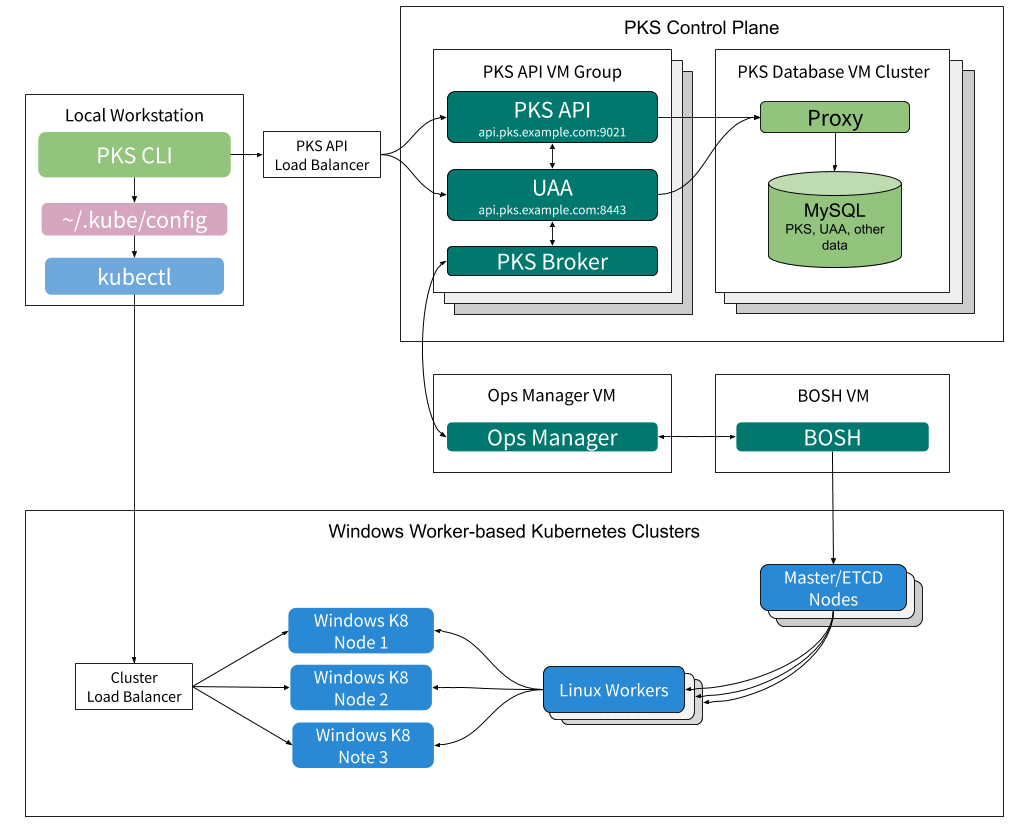 PKS Control Plane
Local Workstation
PKS CLI
~/.kube/config
kubectl
PKS API
Load Balancer
PKS API VM Group
PKS API
api.pks.example.com:9021
UAA
api.pks.example.com:8443
PKS Broker
PKS Database VM Cluster
Proxy
MySQL
PKS, UAA, other
data
Ops Manager VM
Ops Manager
BOSH VM
BOSH
Windows Worker-based Kubernetes Clusters
Master/ETCD
Nodes
Windows K8
Node 1
Windows K8
Node 2
Windows K8
Note 3
Cluster
Load Balancer
Linux Workers